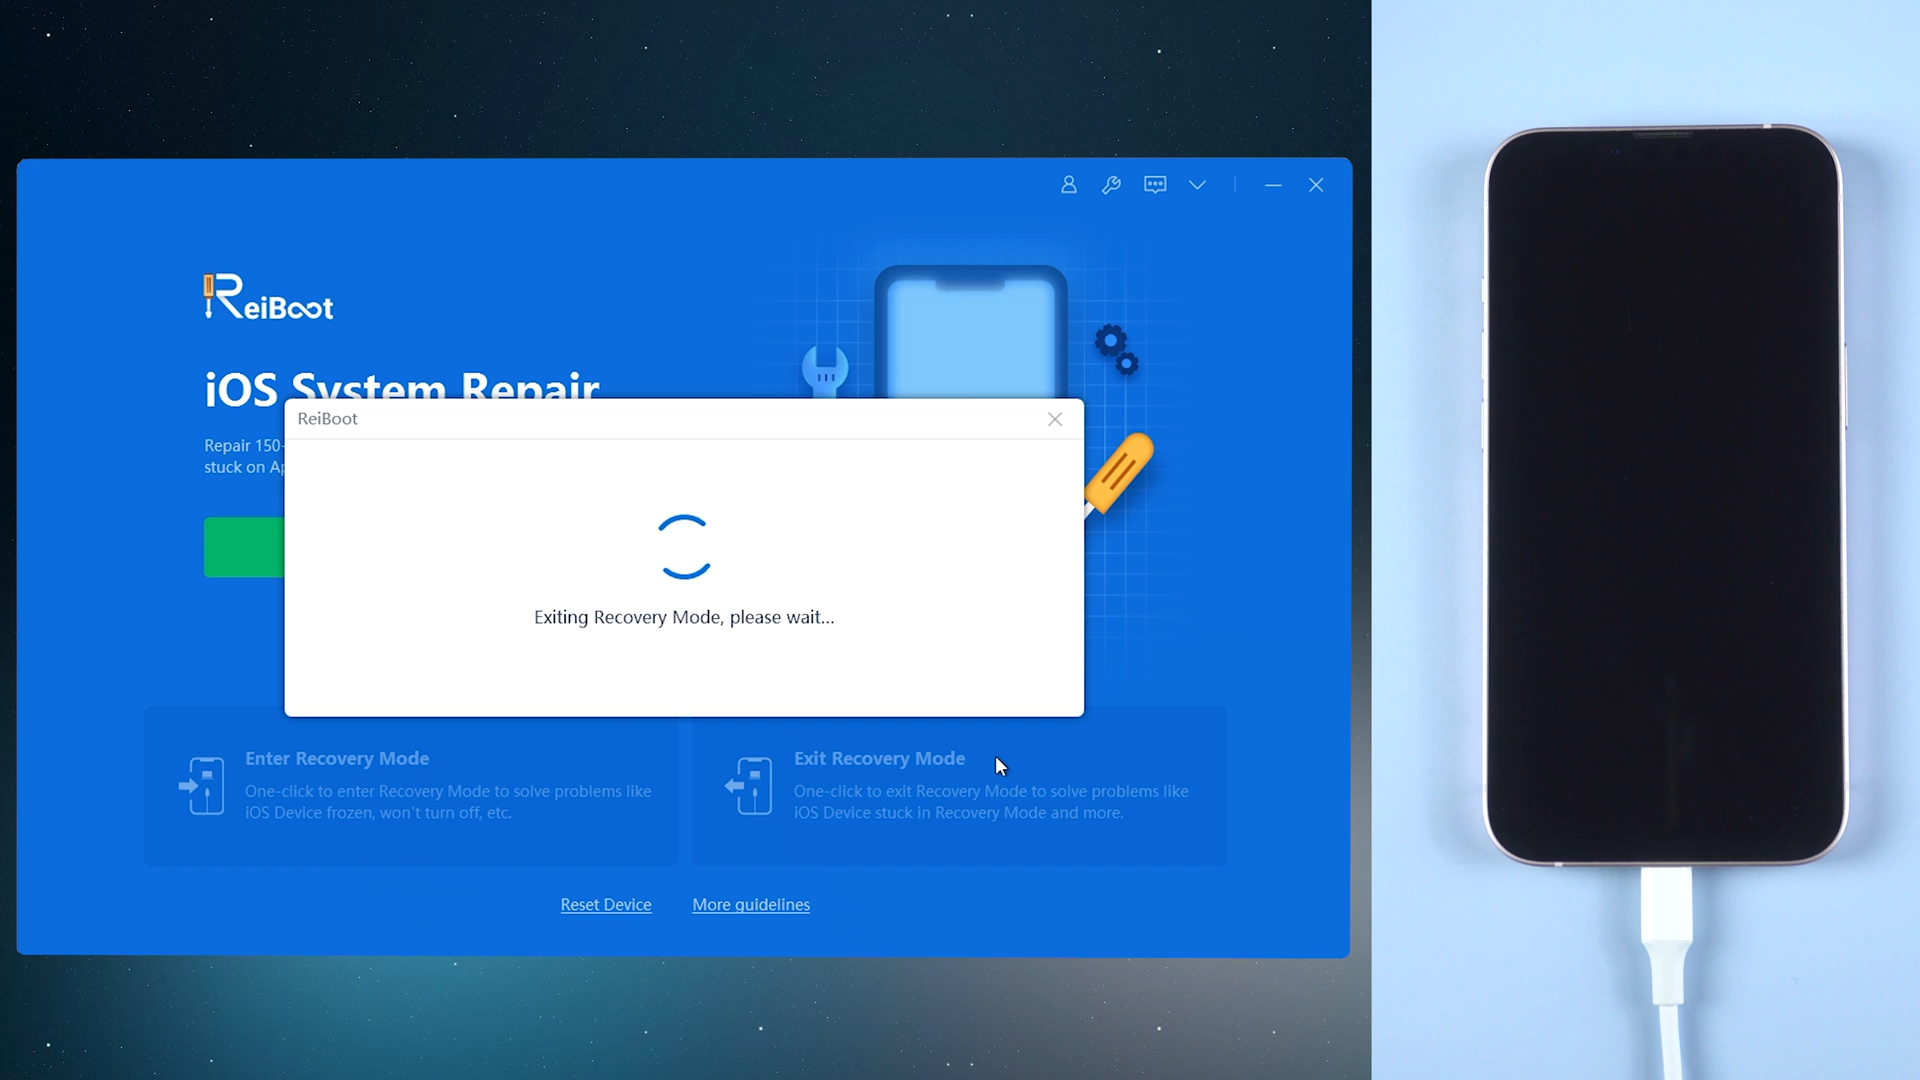 ReiBoot
iOS System Repair
Repair 150-
stuck on Ap
ReiBoot
Exiting Recovery Mode, please wait...
Enter Recovery Mode
One-click to enter Recovery Mode to solve problems like
iOS Device frozen, won't turn off, etc.
Exit Recovery Mode
One-click to exit Recovery Mode to solve problems like
iOS Device stuck in Recovery Mode and more.
Reset Device
More guidelines